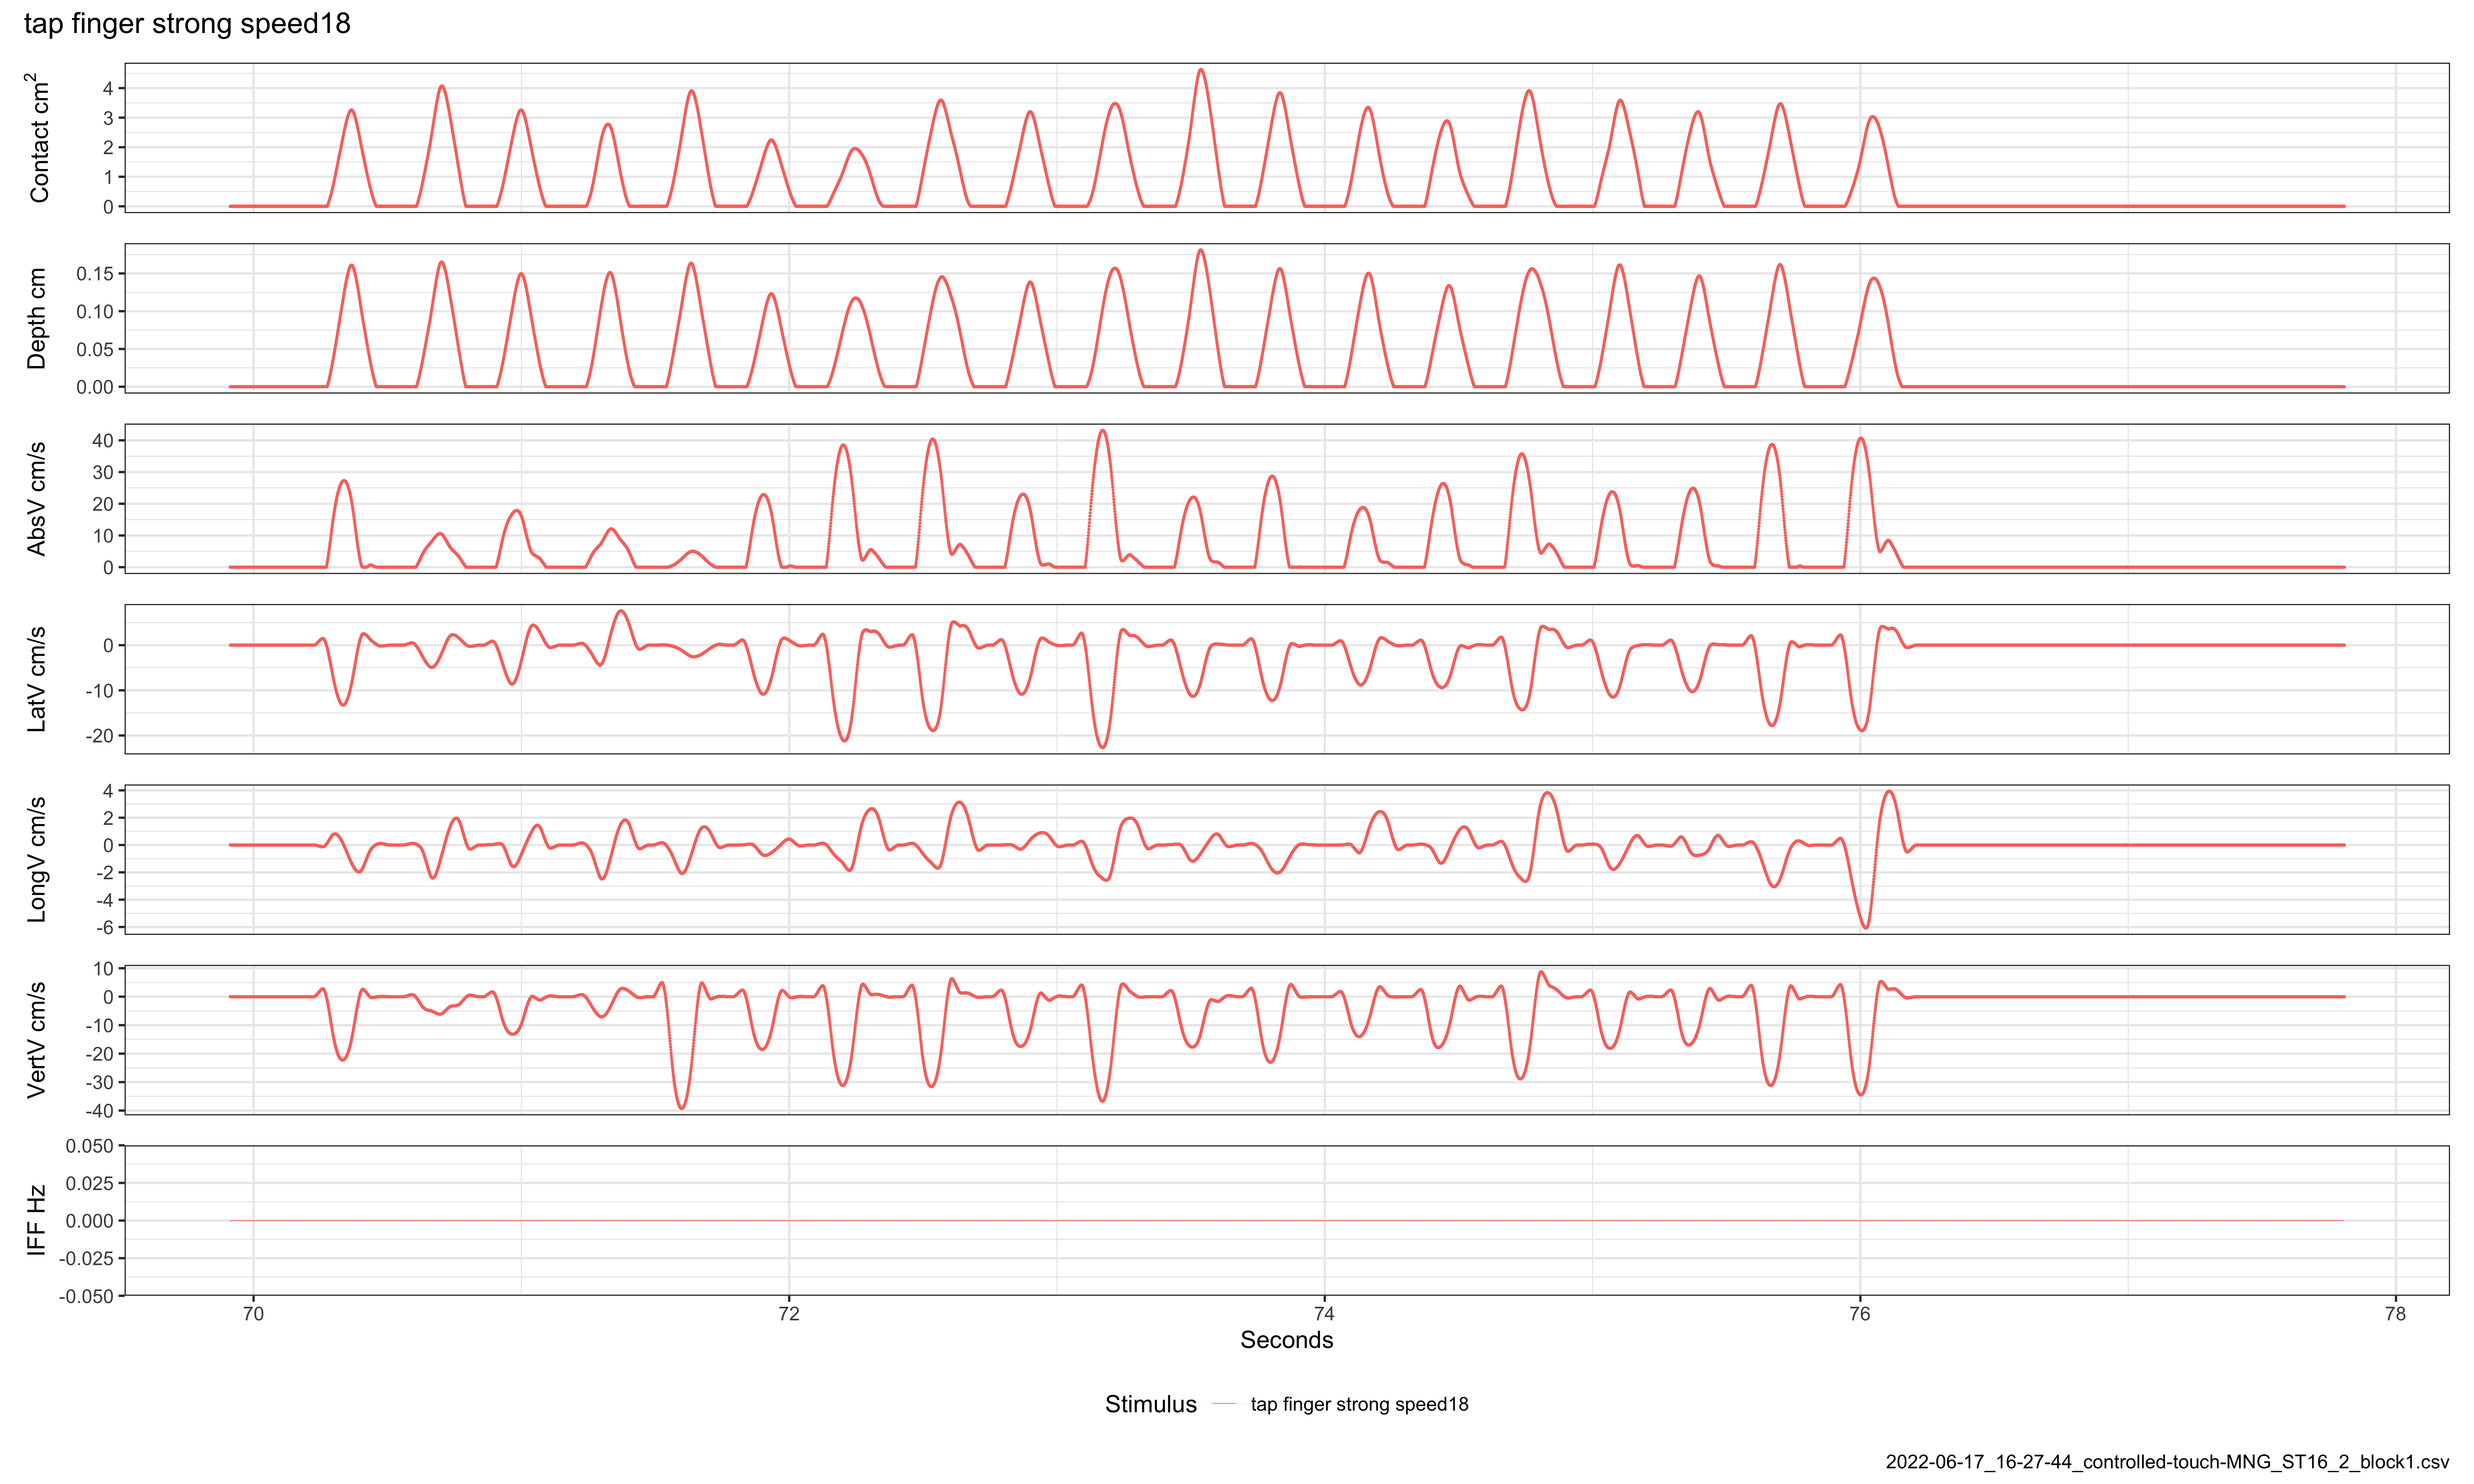 tap finger strong speed18
Contact cm2
4
3
2
1
0
Depth cm
0.15
0.10
0.05
0.00
AbsV cm/s
40
30
20
10
0
LatV cm/s
0
-10
-20
LongV cm/s
4
2
0
-2
-4
-6
VertV cm/s
10
0
-10
-20
-30
-40
IFF Hz
0.050
0.025
0.000
-0.025
-0.050
70 72 74 76 78
Seconds
Stimulus tap finger strong speed18
2022-06-17_16-27-44_controlled-touch-MNG_ST16_2_block1.csv